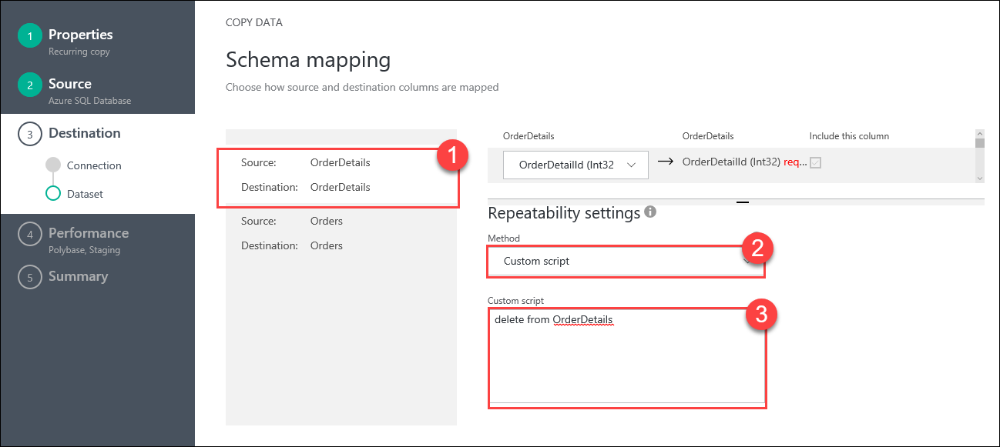 1
Properties
Recurring copy
2
Source
Azure SQL Database
3
Destination
Connection
Dataset
4
Performance
Polybase, Staging
5
Summary
COPY DATA
Schema mapping
Choose how source and destination columns are mapped
1
Source: OrderDetails
Destination: OrderDetails
Source: Orders
Destination: Orders
OrderDetails OrderDetails Include this column
OrderDetailId (Int32 → OrderDetailId (Int32) req...
Repeatability settings
Method
2
Custom script
Custom script
3
delete from OrderDetails